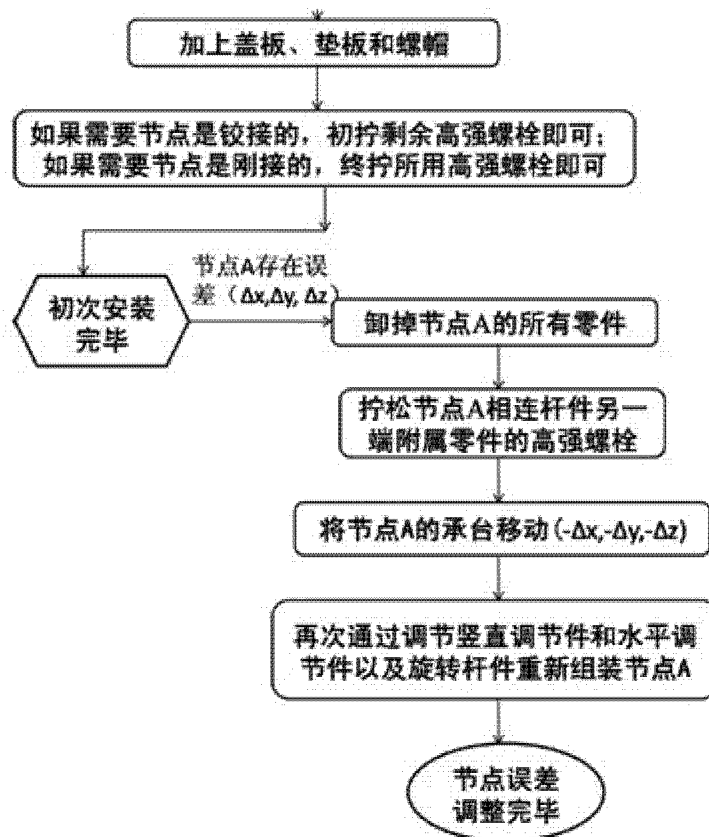 加上盖板、垫板和螺帽
如果需要节点是铰接的，初拧剩余高强螺栓即可；
如果需要节点是刚接的，终拧所用高强螺栓即可
节点A存在误
差（Δx,Δy, Δz）
初次安装
完毕
卸掉节点A的所有零件
拧松节点A相连杆件另一
端附属零件的高强螺栓
将节点A的承台移动(-Δx,-Δy,-Δz)
再次通过调节竖直调节件和水平调
节件以及旋转杆件重新组装节点A
节点误差
调整完毕